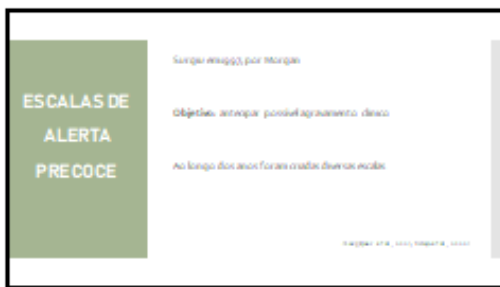 ESCALAS DE
ALERTA
PRECOCE
Surgiu em 1997, por Morgan
Objetivo: antecipar possível agravamento clínico
Ao longo dos anos foram criadas diversas escalas